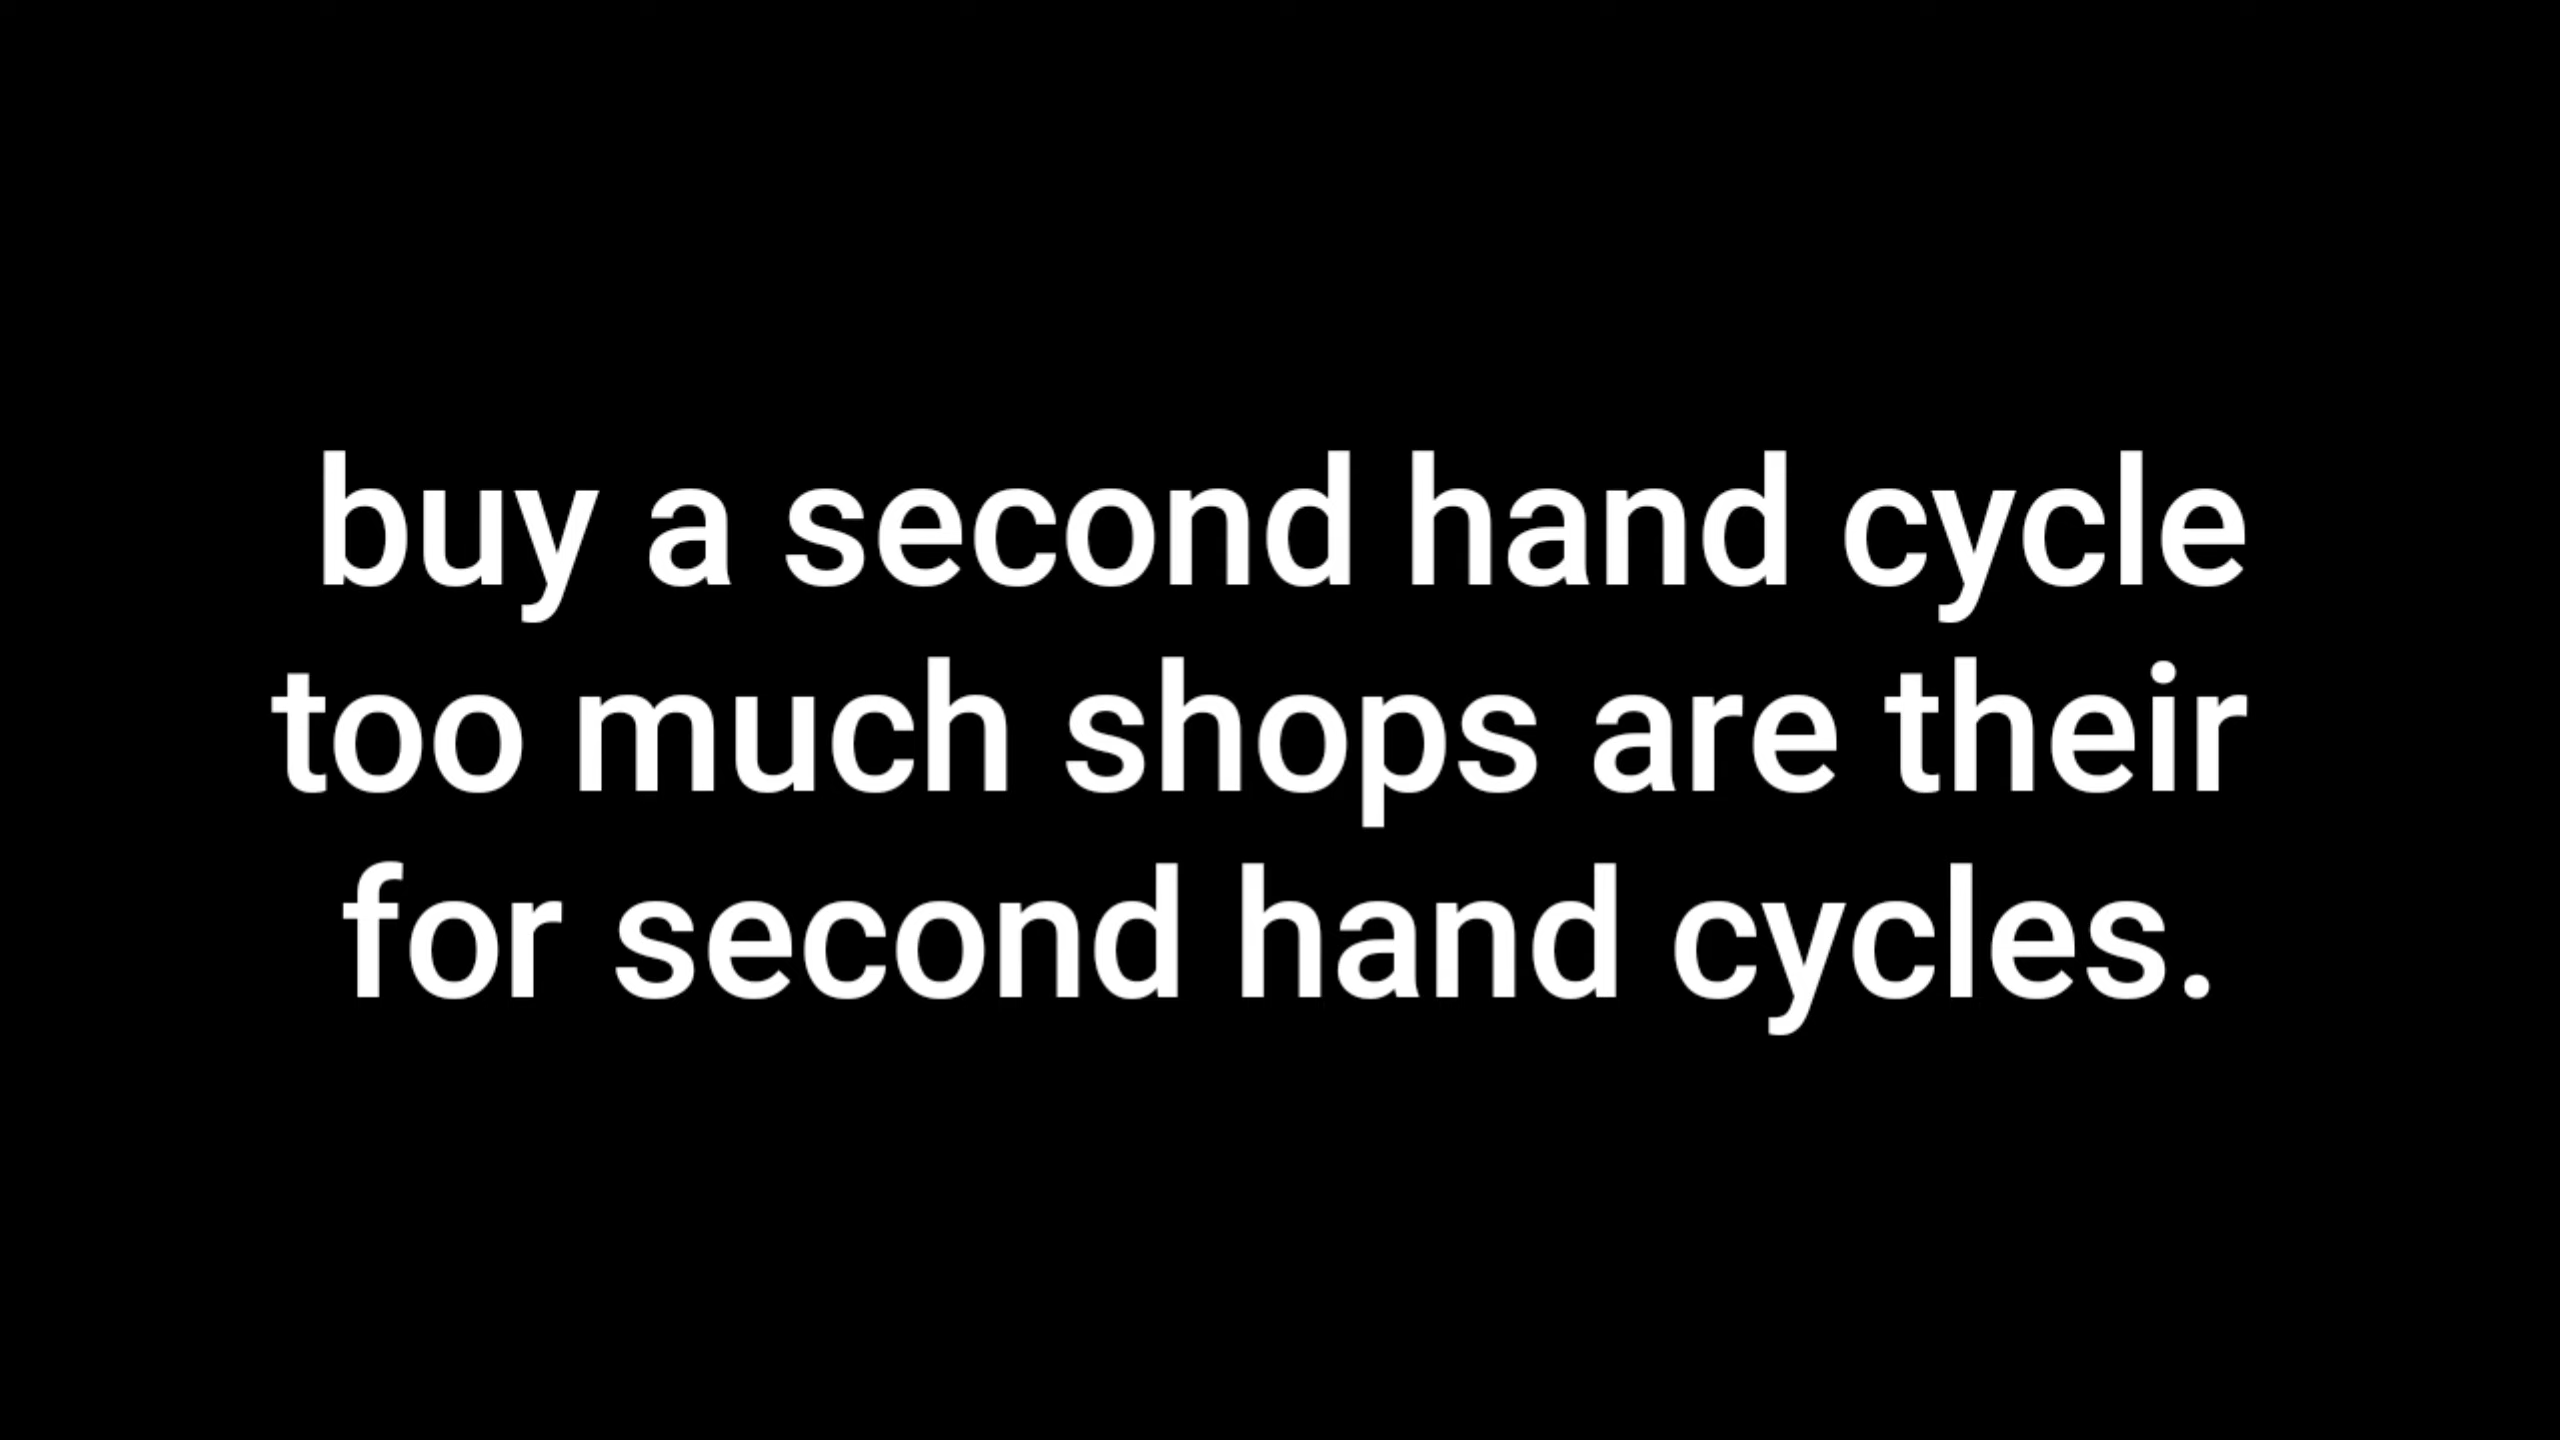 buy a second hand cycle
too much shops are their
for second hand cycles.